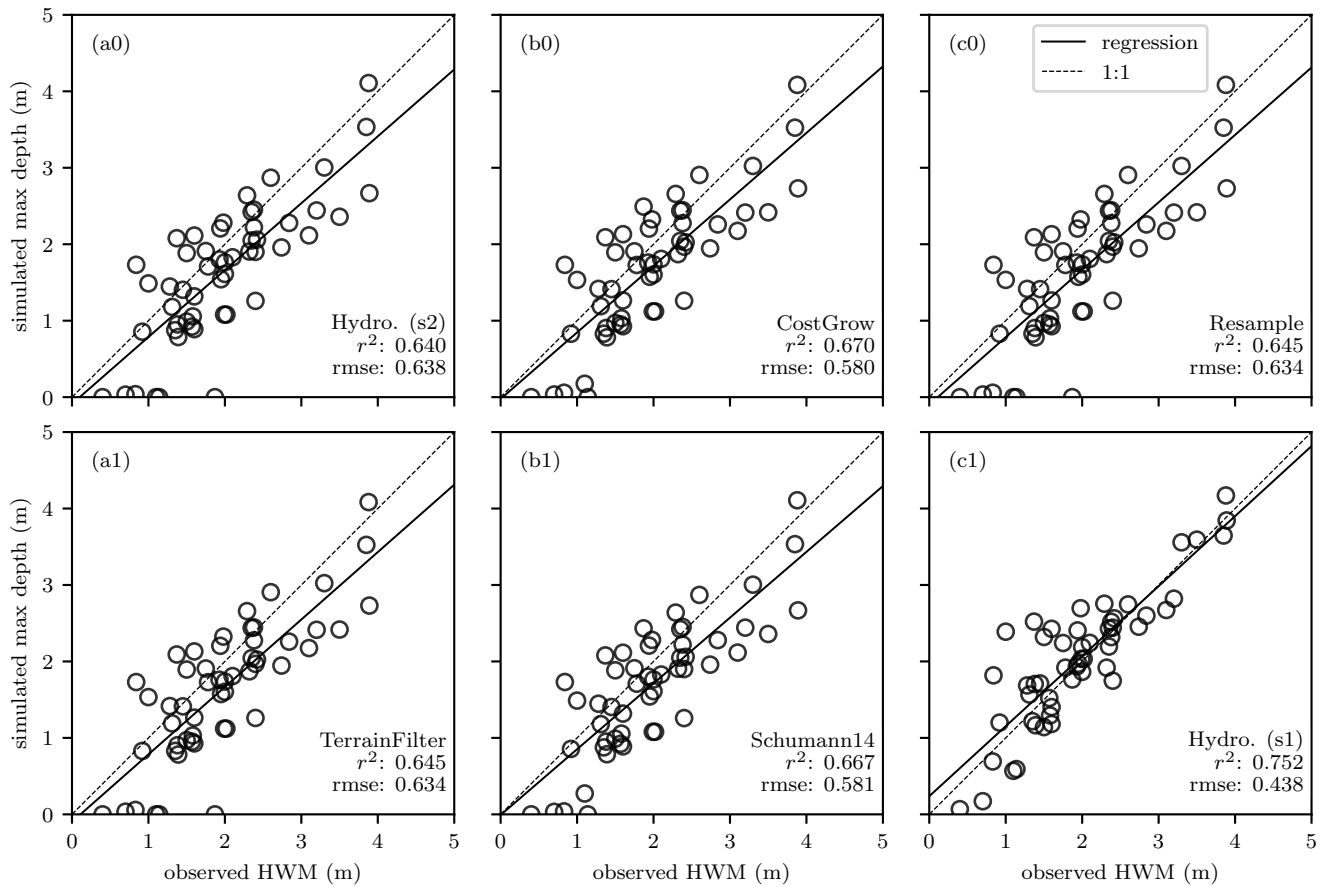 (a0)
Hydro. (s2)
r²: 0.640
rmse: 0.638
simulated max depth (m)
5
4
3
2
1
0
(b0)
CostGrow
r²: 0.670
rmse: 0.580
(c0)
regression
1:1
Resample
r²: 0.645
rmse: 0.634
(a1)
TerrainFilter
r²: 0.645
rmse: 0.634
simulated max depth (m)
5
4
3
2
1
0
0 1 2 3 4 5
observed HWM (m)
(b1)
Schumann14
r²: 0.667
rmse: 0.581
0 1 2 3 4 5
observed HWM (m)
(c1)
Hydro. (s1)
r²: 0.752
rmse: 0.438
0 1 2 3 4 5
observed HWM (m)